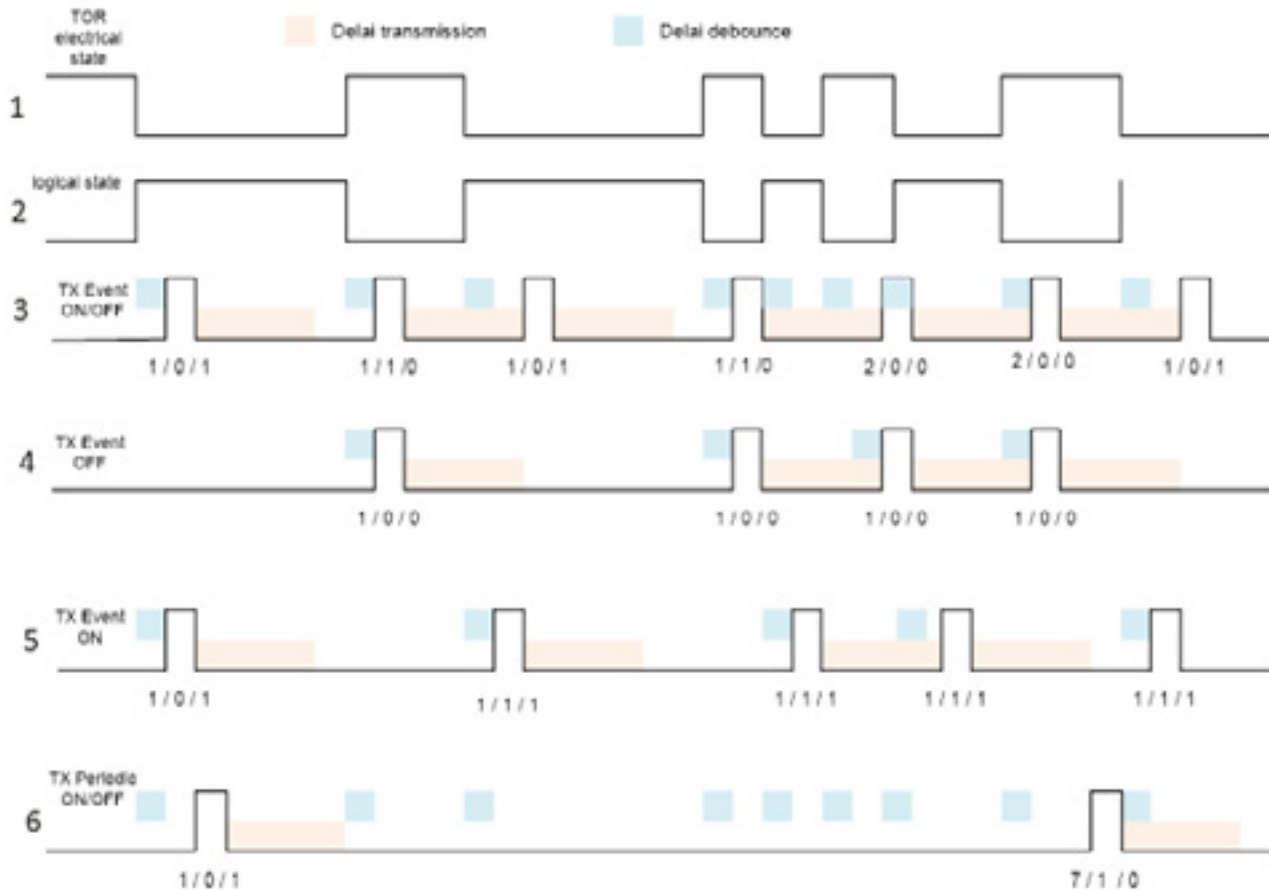 TOR
electrical
state
Delai transmission
Delai debounce
1
logical state
2
TX Event
ON/OFF
3
1 / 0 / 1
1 / 1 /0
1 / 0 / 1
1 / 1 /0
2 / 0 / 0
2 / 0 / 0
1 / 0 / 1
TX Event
OFF
4
1 / 0 / 0
1 / 0 / 0
1 / 0 / 0
1 / 0 / 0
TX Event
ON
5
1 / 0 / 1
1 / 1 / 1
1 / 1 / 1
1 / 1 / 1
1 / 1 / 1
TX Periodic
ON/OFF
6
1 / 0 / 1
7 / 1 / 0